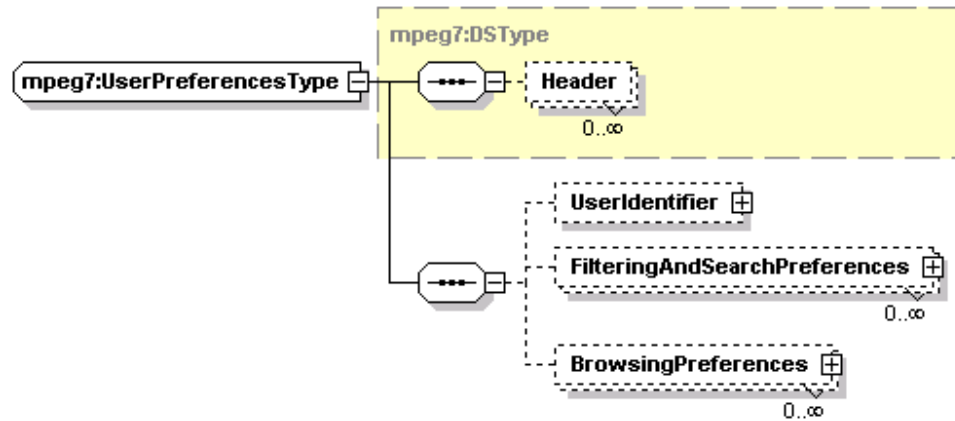 mpeg7:DSType
mpeg7:UserPreferencesType
Header
0..∞
UserIdentifier
FilteringAndSearchPreferences
0..∞
BrowsingPreferences
0..∞